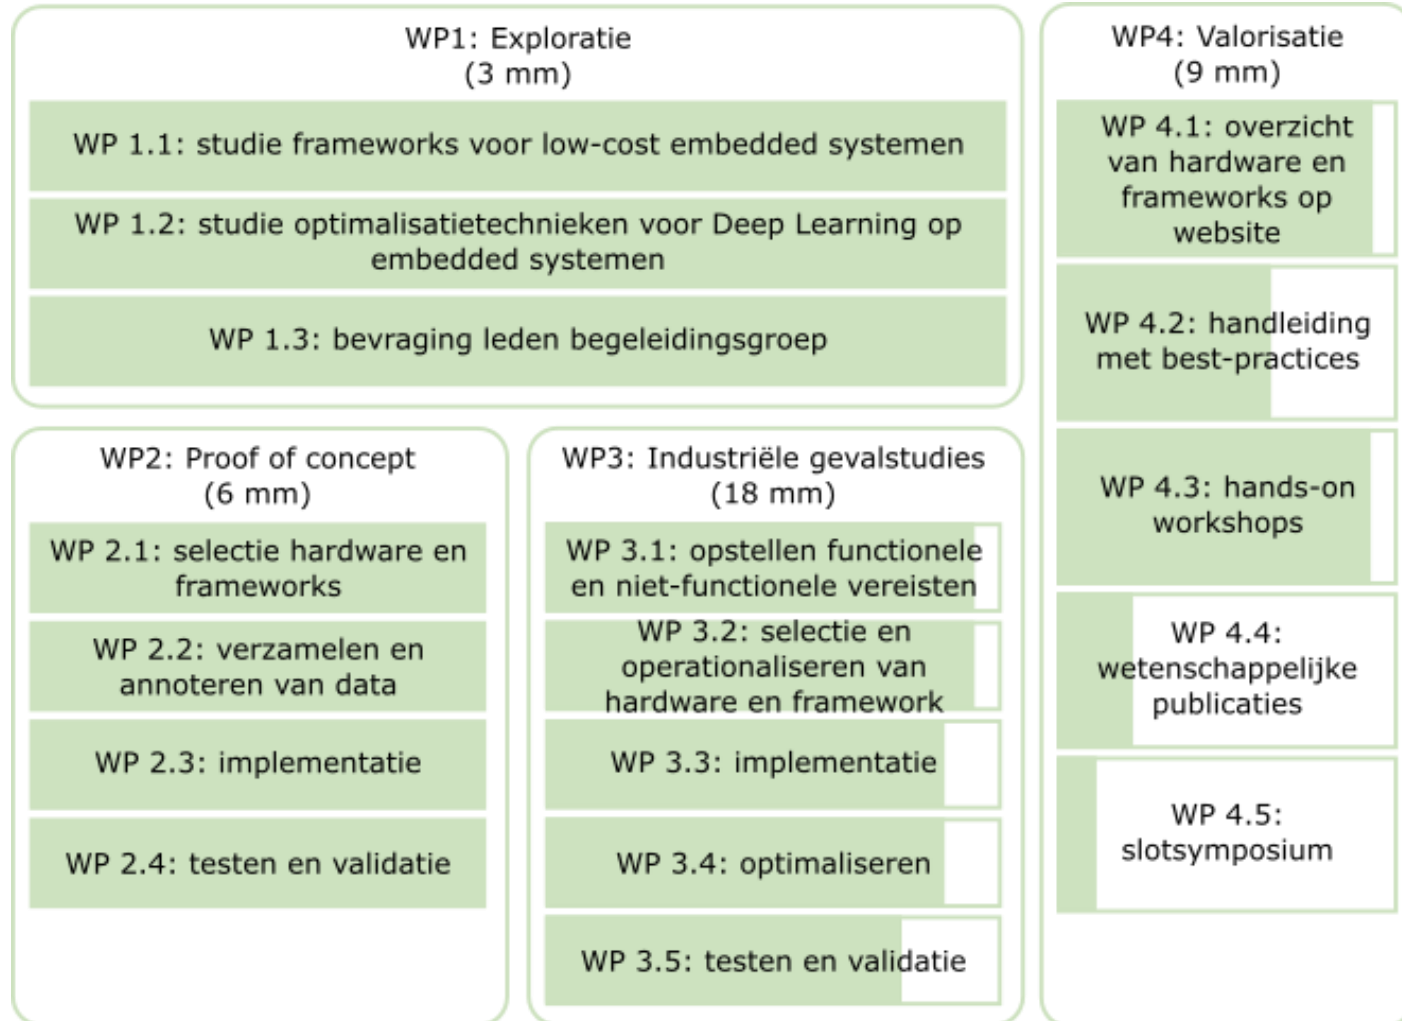 WP1: Exploratie
(3 mm)
WP 1.1: studie frameworks voor low-cost embedded systemen
WP 1.2: studie optimalisatietechnieken voor Deep Learning op
embedded systemen
WP 1.3: bevraging leden begeleidingsgroep
WP2: Proof of concept
(6 mm)
WP 2.1: selectie hardware en
frameworks
WP 2.2: verzamelen en
annoteren van data
WP 2.3: implementatie
WP 2.4: testen en validatie
WP3: Industriële gevalstudies
(18 mm)
WP 3.1: opstellen functionele
en niet-functionele vereisten
WP 3.2: selectie en
operationaliseren van
hardware en framework
WP 3.3: implementatie
WP 3.4: optimaliseren
WP 3.5: testen en validatie
WP4: Valorisatie
(9 mm)
WP 4.1: overzicht
van hardware en
frameworks op
website
WP 4.2: handleiding
met best-practices
WP 4.3: hands-on
workshops
WP 4.4:
wetenschappelijke
publicaties
WP 4.5:
slotsymposium